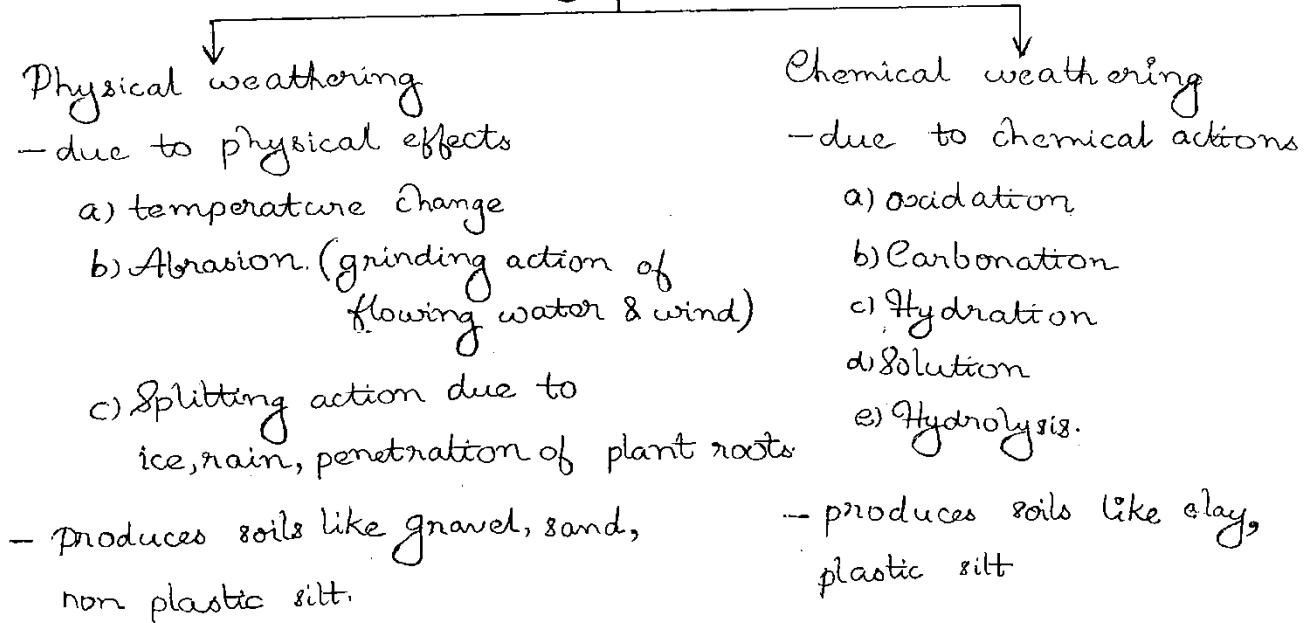 Physical weathering
- due to physical effects
a) temperature change
b) Abrasion. (grinding action of
flowing water & wind)
c) Splitting action due to
ice, rain, penetration of plant roots
- produces soils like gravel, sand,
non plastic silt.
Chemical weathering
- due to chemical actions
a) oxidation
b) Carbonation
c) Hydration
d) Solution
e) Hydrolysis.
- produces soils like clay,
plastic silt